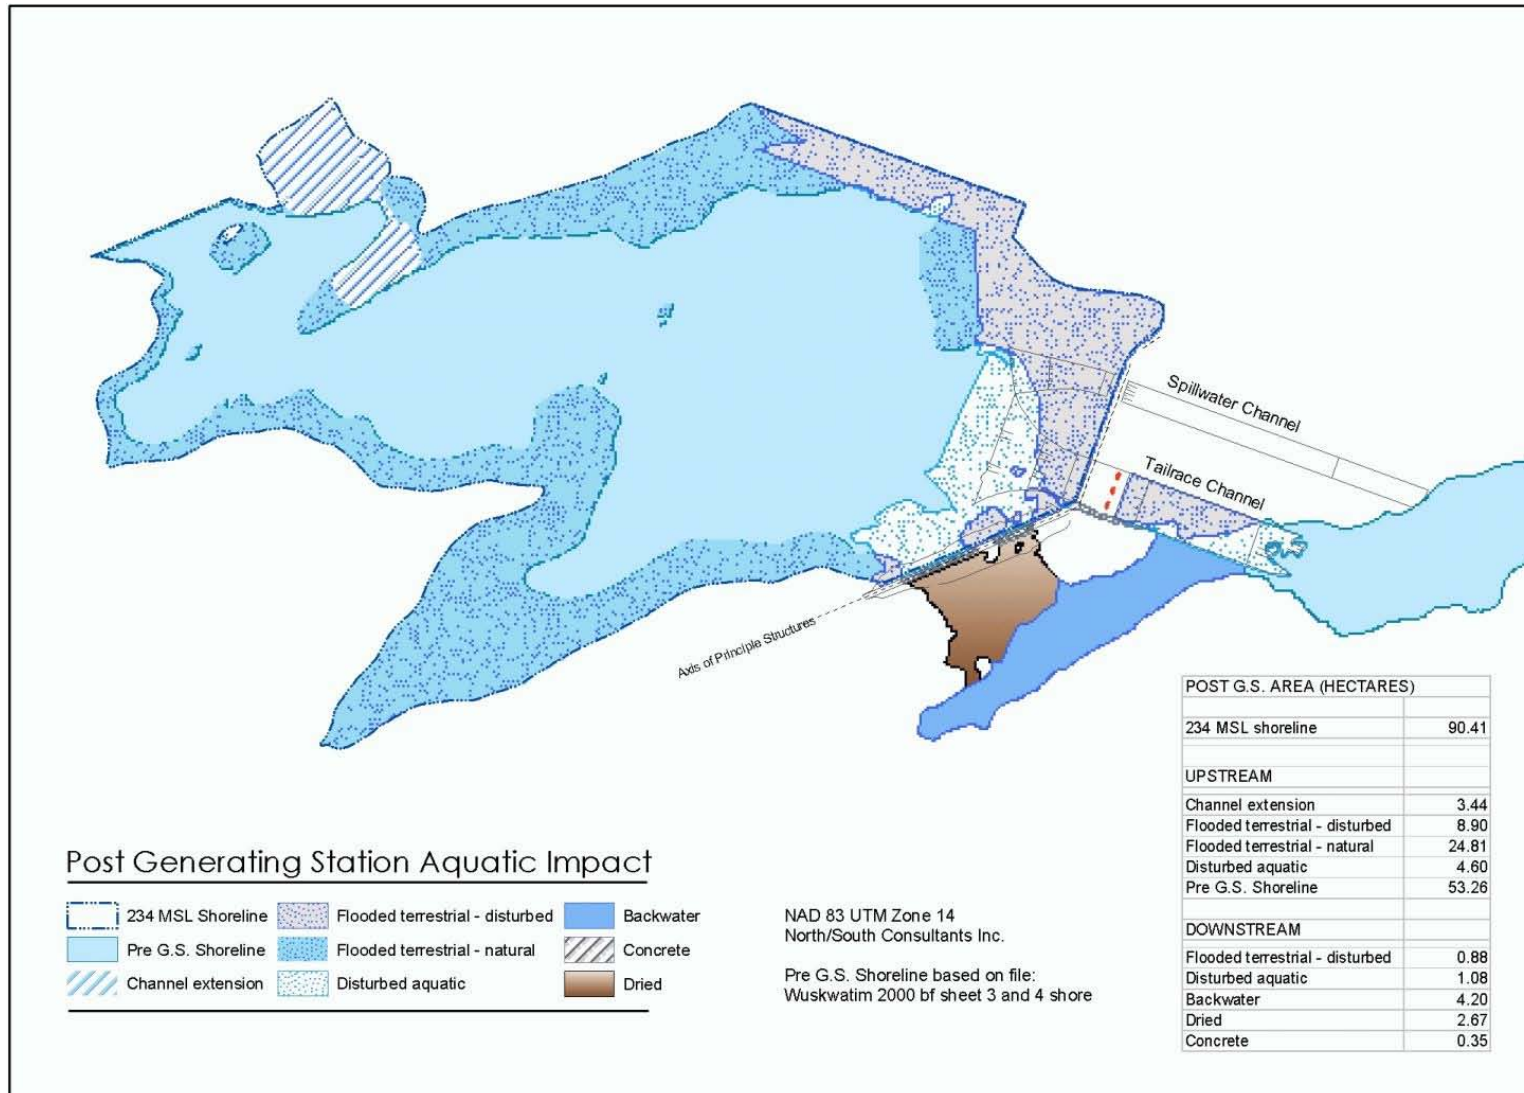 Spillwater Channel
Tailrace Channel
Axis of Principle Structures
POST G.S. AREA (HECTARES)
234 MSL shoreline 90.41
UPSTREAM
Channel extension 3.44
Flooded terrestrial - disturbed 8.90
Flooded terrestrial - natural 24.81
Disturbed aquatic 4.60
Pre G.S. Shoreline 53.26
DOWNSTREAM
Flooded terrestrial - disturbed 0.88
Disturbed aquatic 1.08
Backwater 4.20
Dried 2.67
Concrete 0.35
Post Generating Station Aquatic Impact
234 MSL Shoreline Flooded terrestrial - disturbed Backwater
Pre G.S. Shoreline Flooded terrestrial - natural Concrete
Channel extension Disturbed aquatic Dried
NAD 83 UTM Zone 14
North/South Consultants Inc.
Pre G.S. Shoreline based on file:
Wuskwatim 2000 bf sheet 3 and 4 shore